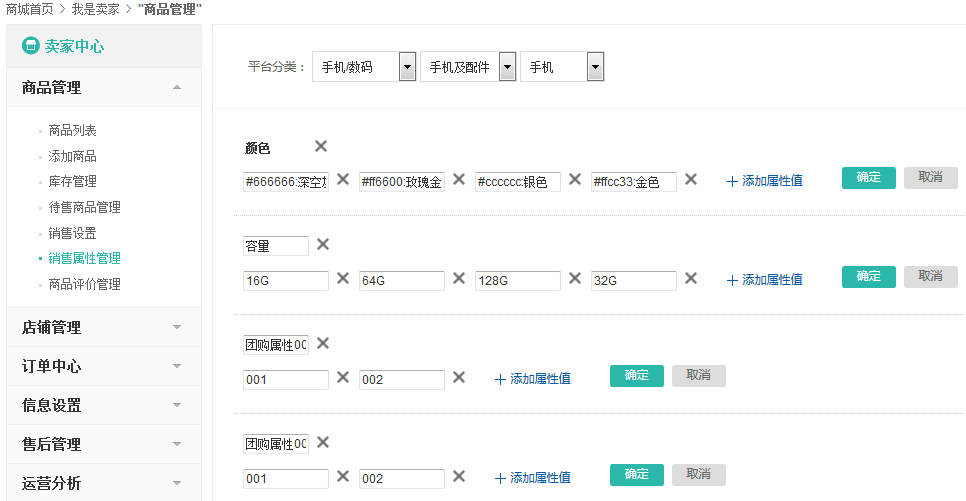 商城首页 > 我是卖家 > "商品管理"
卖家中心
商品管理
商品列表
添加商品
库存管理
待售商品管理
销售设置
销售属性管理
商品评价管理
店铺管理
订单中心
信息设置
售后管理
运营分析
平台分类： 手机/数码 手机及配件 手机
颜色
#666666:深空 #ff6600:玫瑰金 #cccccc:银色 #ffcc33:金色 添加属性值 确定 取消
容量
16G 64G 128G 32G 添加属性值 确定 取消
团购属性00
001 002 添加属性值 确定 取消
团购属性00
001 002 添加属性值 确定 取消